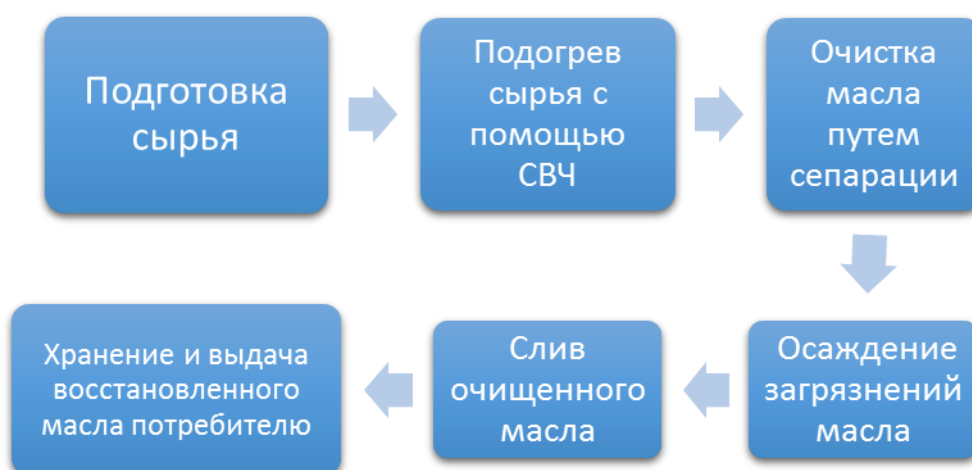 Подготовка
сырья
Подогрев
сырья с
помощью
СВЧ
Очистка
масла
путем
сепарации
Осаждение
загрязнений
масла
Слив
очищенного
масла
Хранение и выдача
восстановленного
масла потребителю